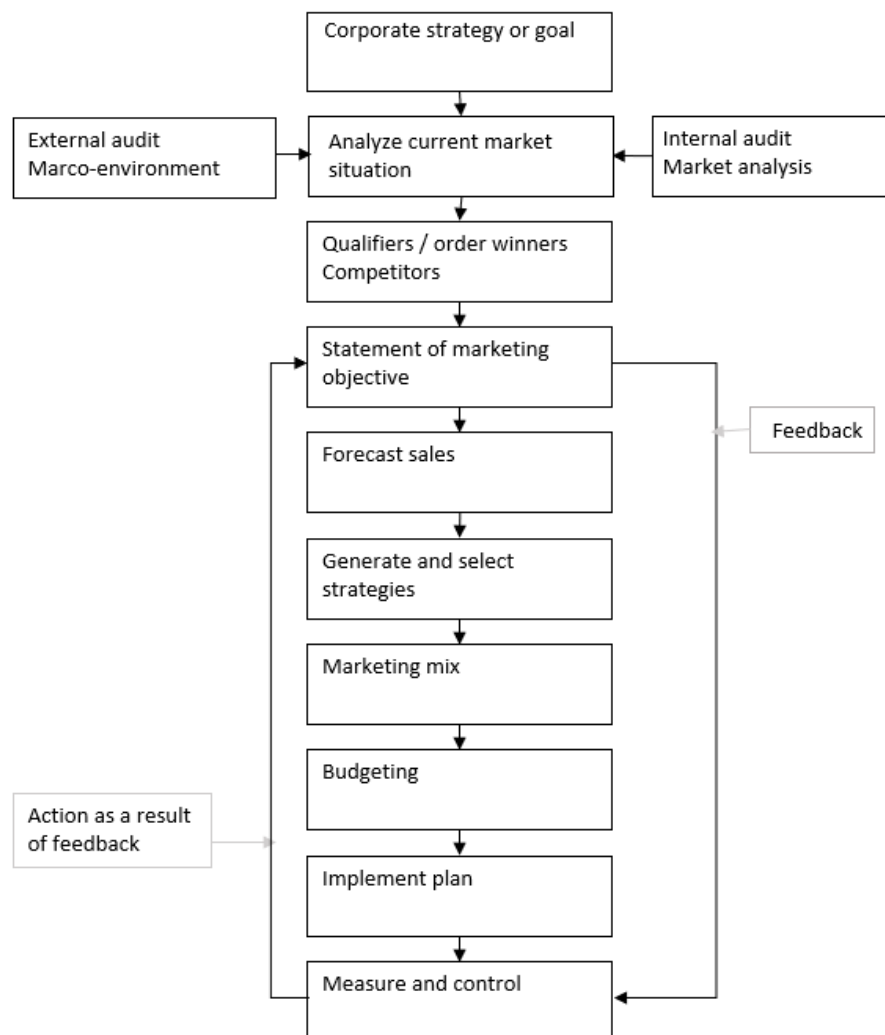 Corporate strategy or goal
External audit
Marco-environment
Analyze current market
situation
Internal audit
Market analysis
Qualifiers / order winners
Competitors
Statement of marketing
objective
Feedback
Forecast sales
Generate and select
strategies
Marketing mix
Budgeting
Action as a result
of feedback
Implement plan
Measure and control